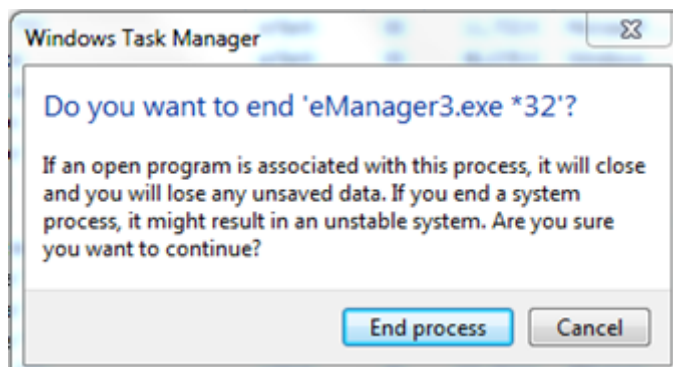 Windows Task Manager
Do you want to end 'eManager3.exe *32'?
If an open program is associated with this process, it will close
and you will lose any unsaved data. If you end a system
process, it might result in an unstable system. Are you sure
you want to continue?
End process
Cancel